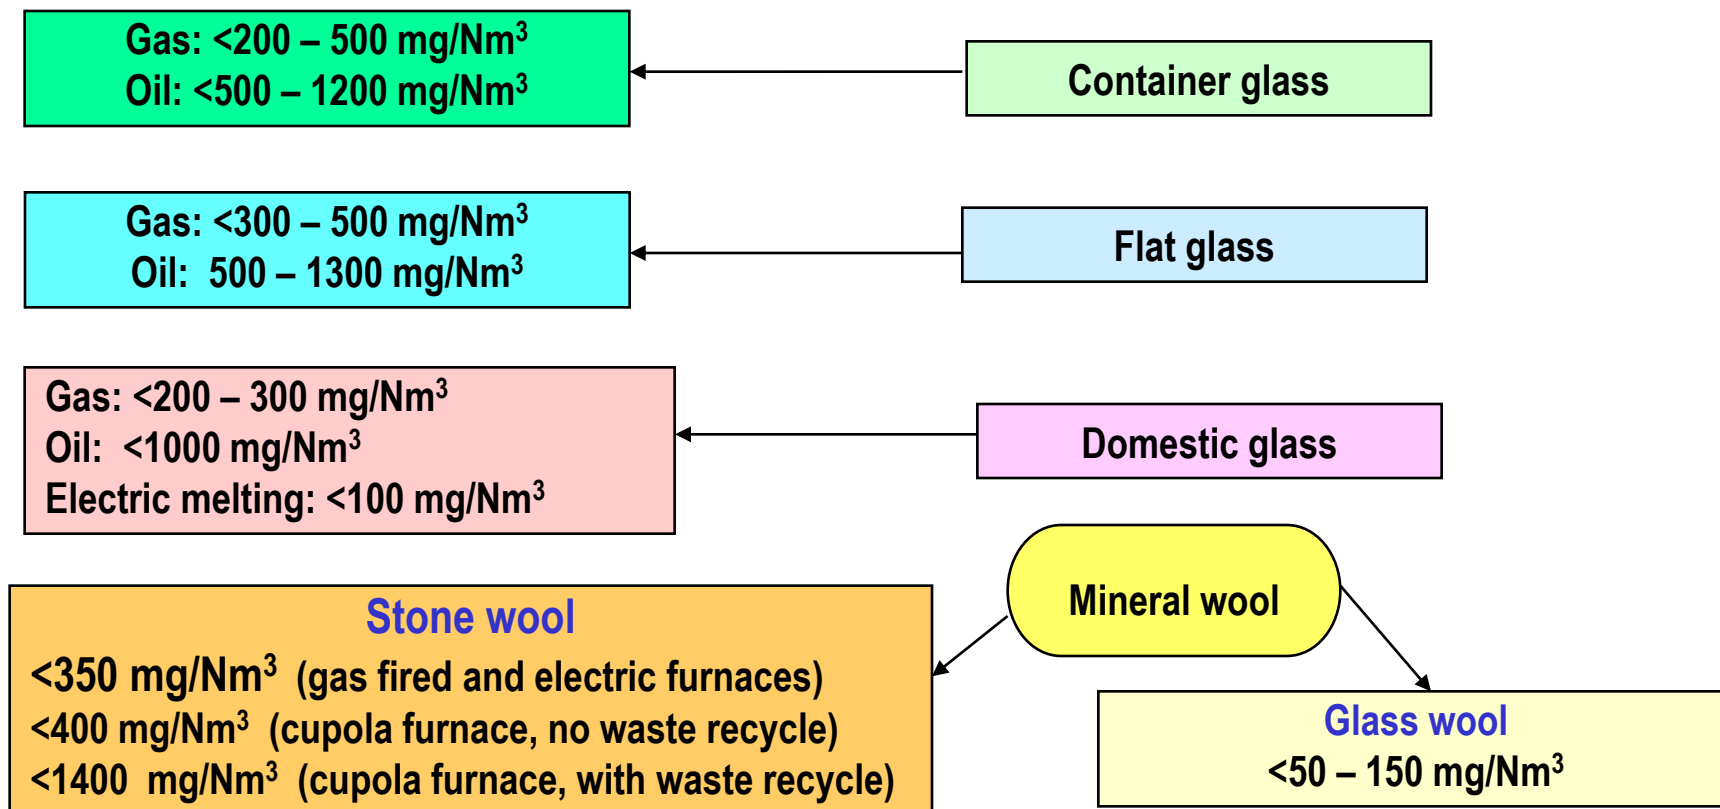 Gas: <200 – 500 mg/Nm³
Oil: <500 – 1200 mg/Nm³
Container glass
Gas: <300 – 500 mg/Nm³
Oil: 500 – 1300 mg/Nm³
Flat glass
Gas: <200 – 300 mg/Nm³
Oil: <1000 mg/Nm³
Electric melting: <100 mg/Nm³
Domestic glass
Mineral wool
Stone wool
<350 mg/Nm³ (gas fired and electric furnaces)
<400 mg/Nm³ (cupola furnace, no waste recycle)
<1400 mg/Nm³ (cupola furnace, with waste recycle)
Glass wool
<50 – 150 mg/Nm³